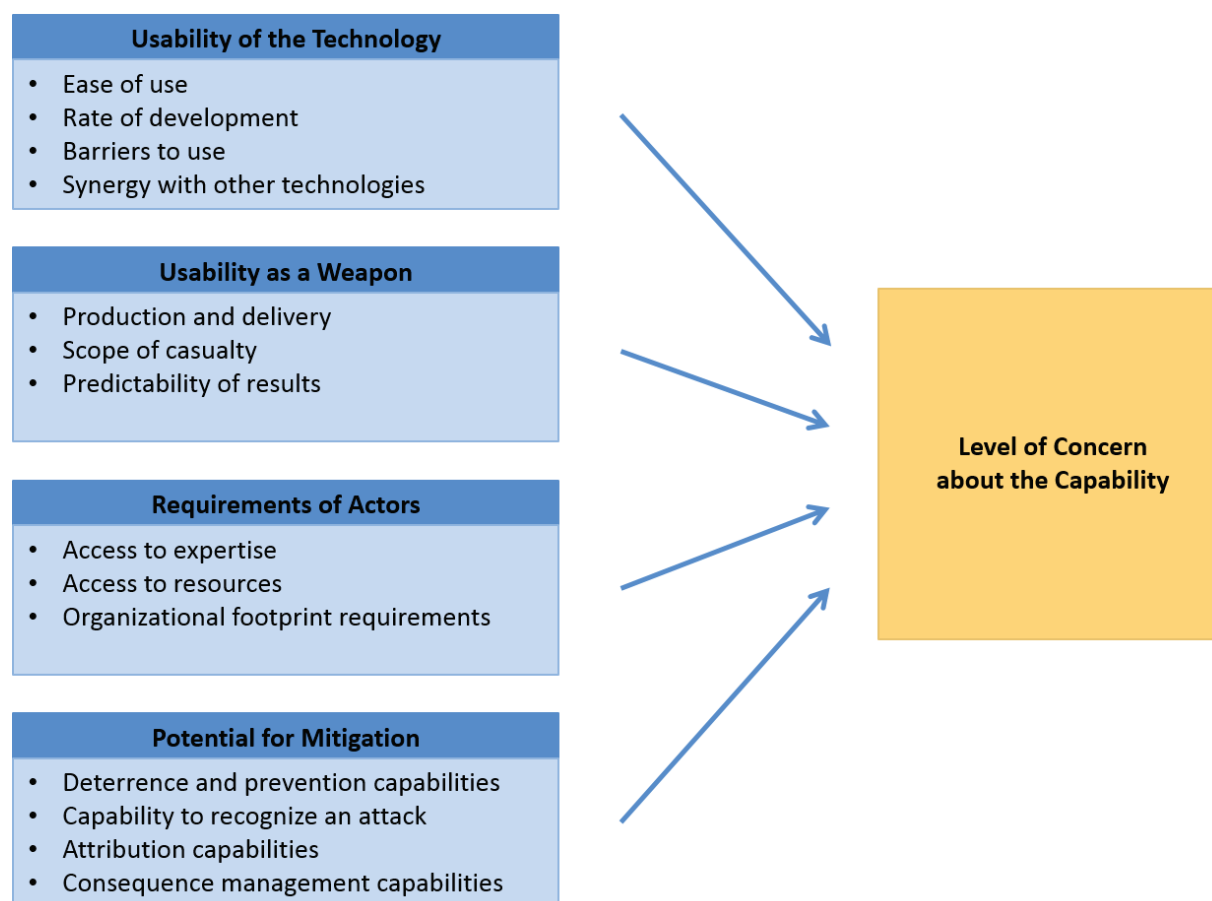 Usability of the Technology
• Ease of use
• Rate of development
• Barriers to use
• Synergy with other technologies
Usability as a Weapon
• Production and delivery
• Scope of casualty
• Predictability of results
Requirements of Actors
• Access to expertise
• Access to resources
• Organizational footprint requirements
Potential for Mitigation
• Deterrence and prevention capabilities
• Capability to recognize an attack
• Attribution capabilities
• Consequence management capabilities
Level of Concern
about the Capability